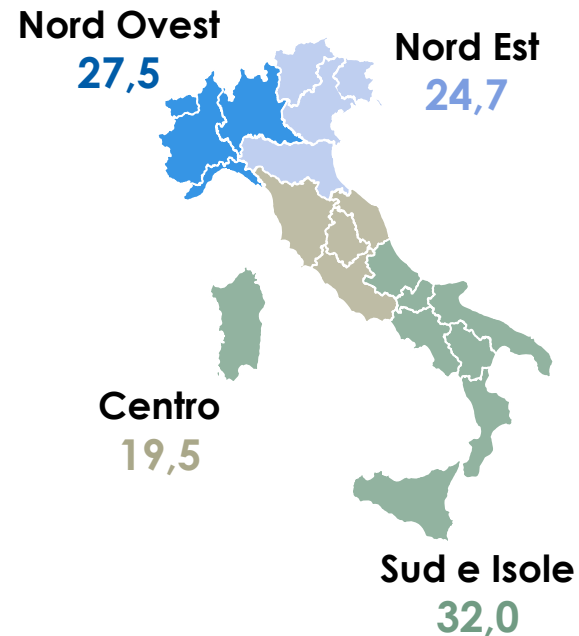 Nord Ovest
27,5
Nord Est
24,7
Centro
19,5
Sud e Isole
32,0